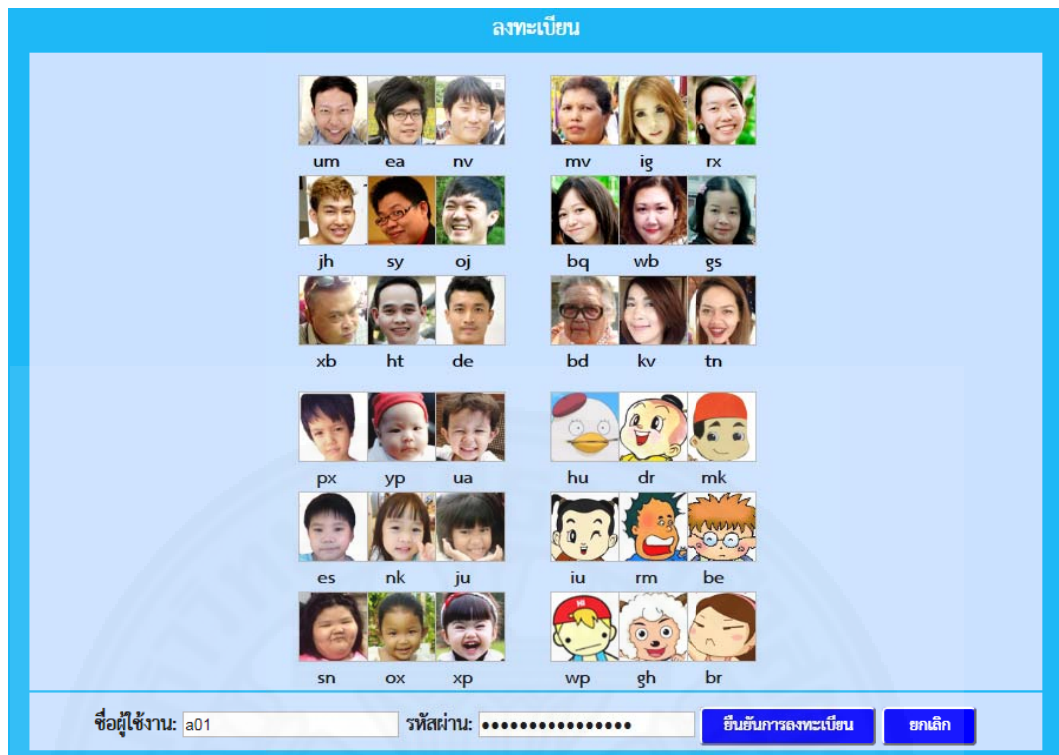 ลงทะเบียน
um ea nv mv ig rx
jh sy oj bq wb gs
xb ht de bd kv tn
px yp ua hu dr mk
es nk ju iu rm be
sn ox xp wp gh br
ชื่อผู้ใช้งาน: a01 รหัสผ่าน: •••••••••••••••• ยืนยันการลงทะเบียน ยกเลิก